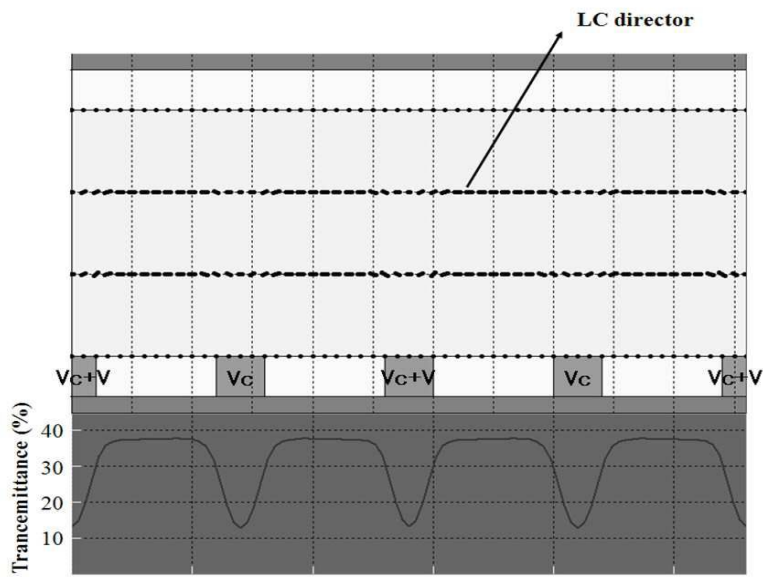 LC director
VC+V
VC
VC+V
VC
VC+V
Trancemittance (%)
40
30
20
10